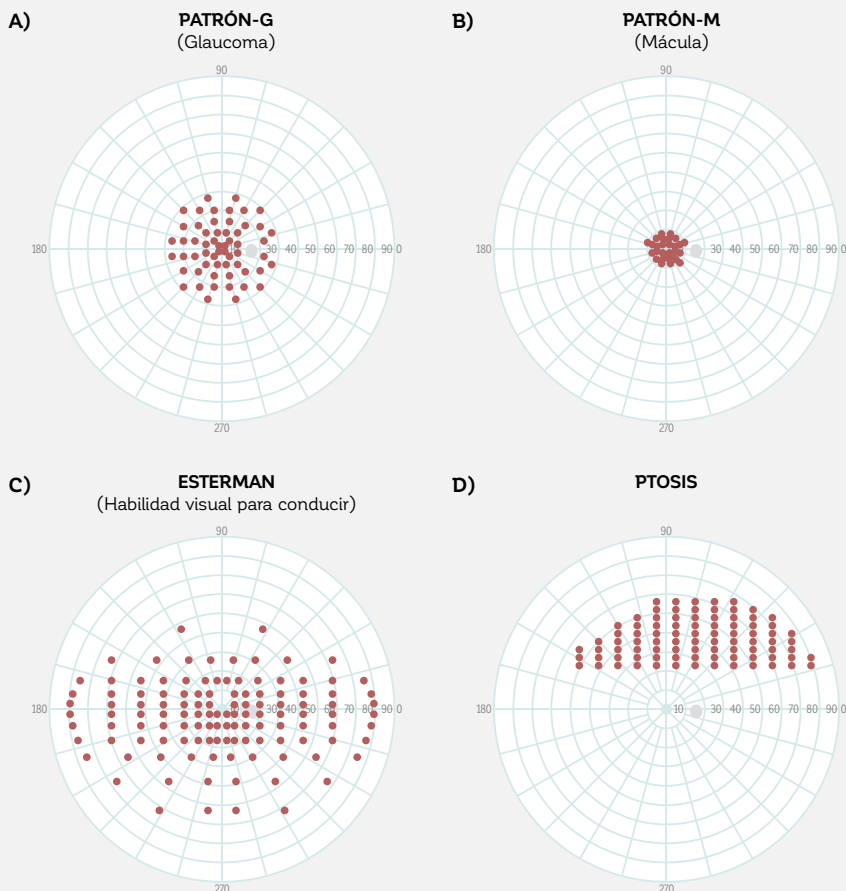 A)
PATRÓN-G
(Glaucoma)
90
180
30 40 50 60 70 80 90 0
270
B)
PATRÓN-M
(Mácula)
90
180
30 40 50 60 70 80 90 0
270
C)
ESTERMAN
(Habilidad visual para conducir)
90
180
30 40 50 60 70 80 90 0
270
D)
PTOSIS
90
180
10 30 40 50 60 70 80 90 0
270